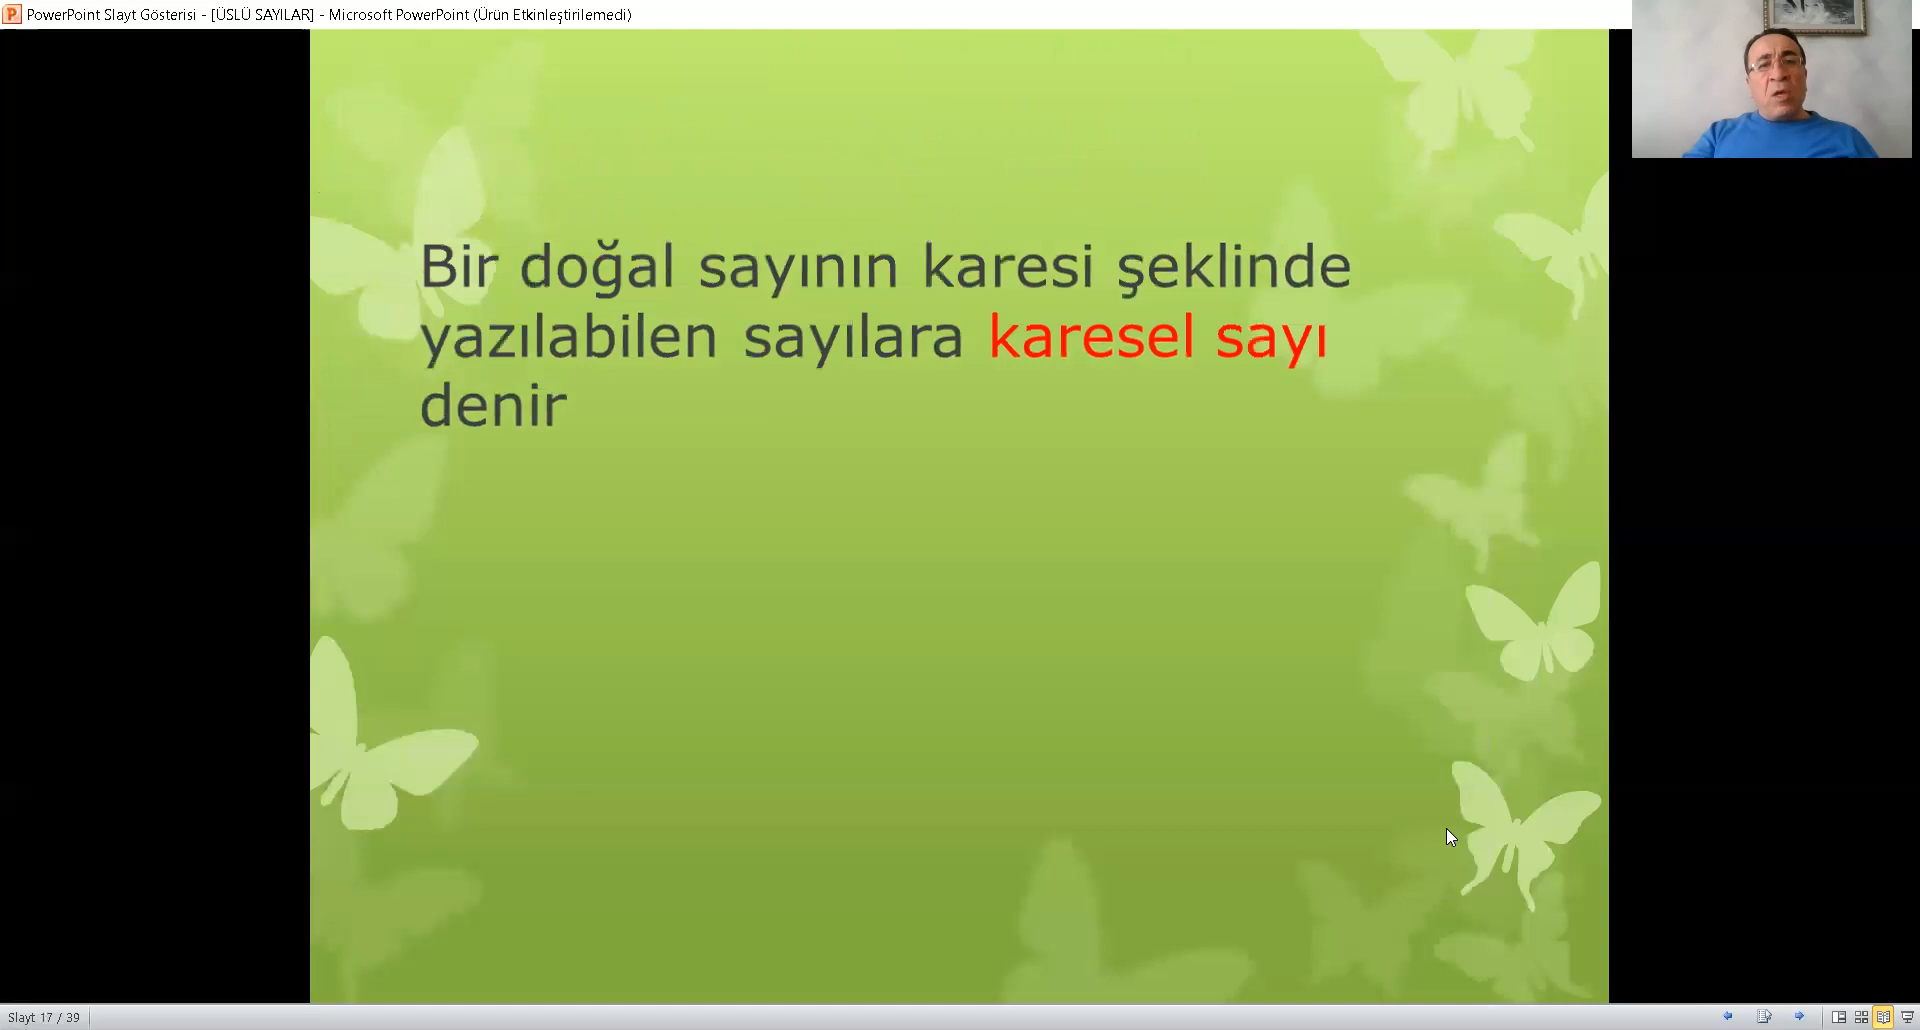 PowerPoint Slayt Gösterisi - [ÜSLÜ SAYILAR] - Microsoft PowerPoint (Ürün Etkinleştirilemedi)
Bir doğal sayının karesi şeklinde
yazılabilen sayılara karesel sayı
denir
Slayt 17 / 39